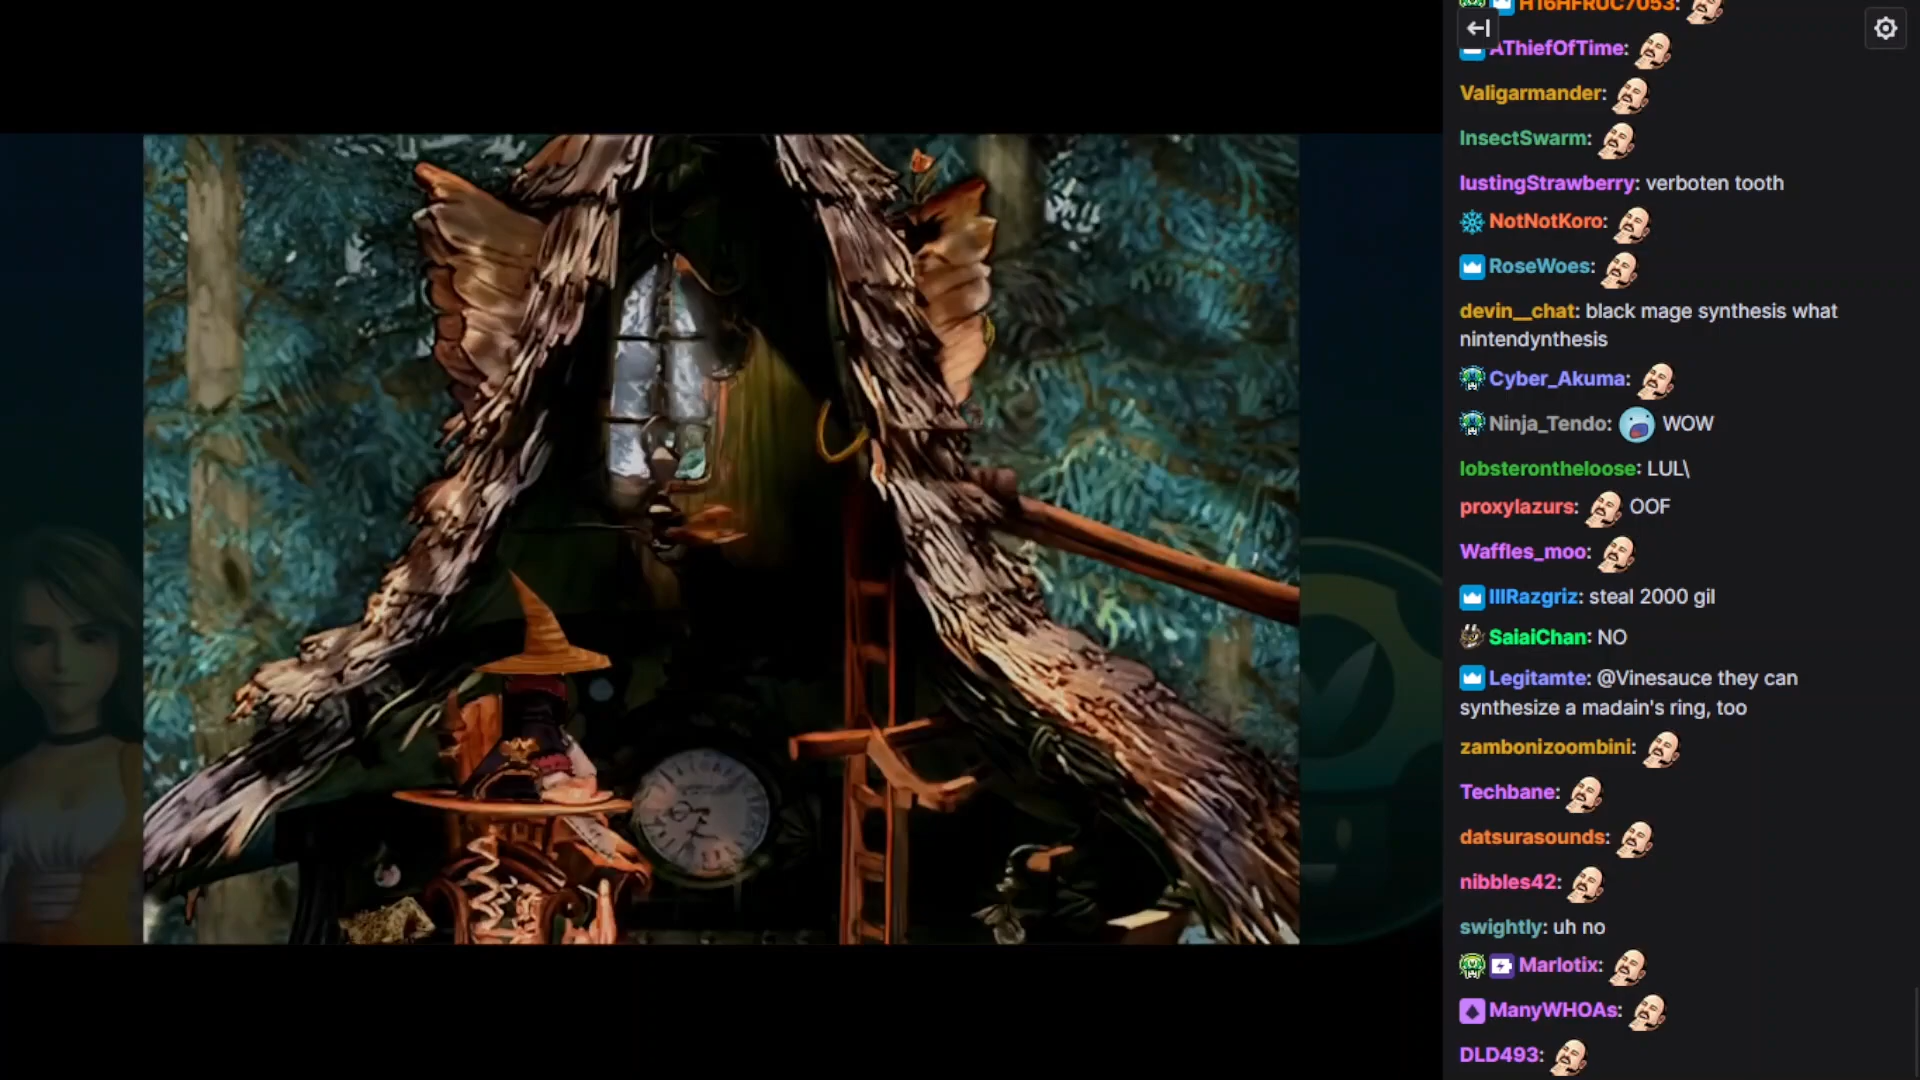 H16HFRUC7053:
AThiefOfTime:
Valigarmander:
InsectSwarm:
lustingStrawberry: verboten tooth
NotNotKoro:
RoseWoes:
devin__chat: black mage synthesis what
nintendynthesis
Cyber_Akuma:
Ninja_Tendo: WOW
lobsterontheloose: LUL\
proxylazurs: OOF
Waffles_moo:
IIIRazgriz: steal 2000 gil
SaiaiChan: NO
Legitamte: @Vinesauce they can
synthesize a madain's ring, too
zambonizoombini:
Techbane:
datsurasounds:
nibbles42:
swightly: uh no
Marlotix:
ManyWHOAs:
DLD493: